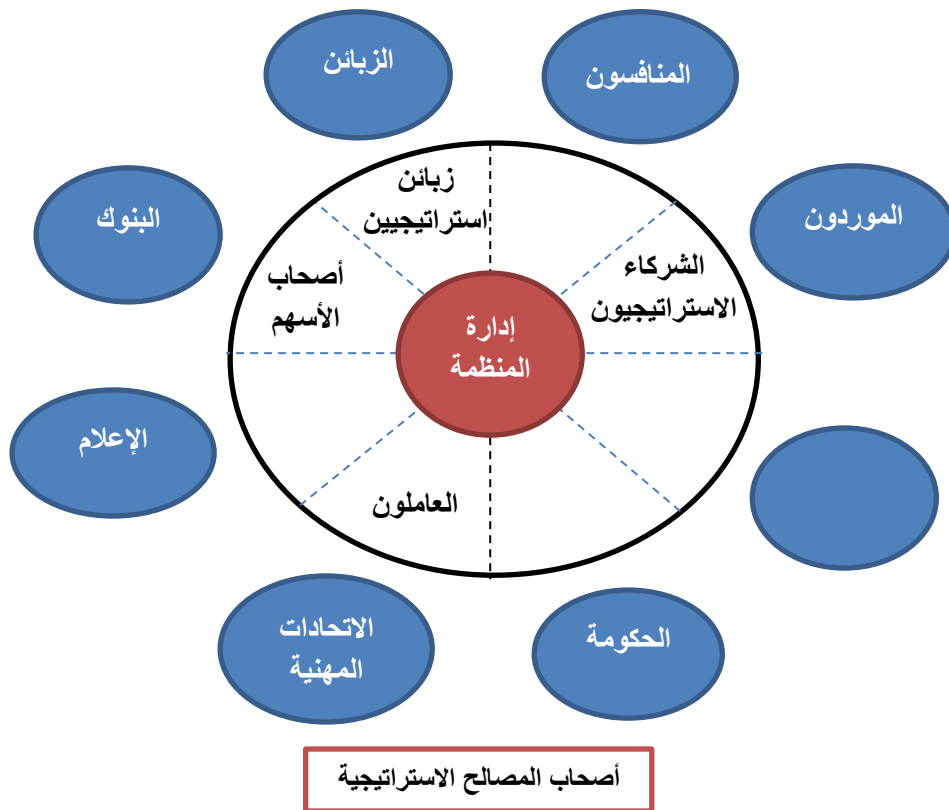 المنافسون
الزبائن
زبائن
استراتيجيين
الموردون
البنوك
الشركاء
الاستراتيجيون
أصحاب
الأسهم
إدارة
المنظمة
الإعلام
العاملون
الاتحادات
المهنية
الحكومة
أصحاب المصالح الاستراتيجية